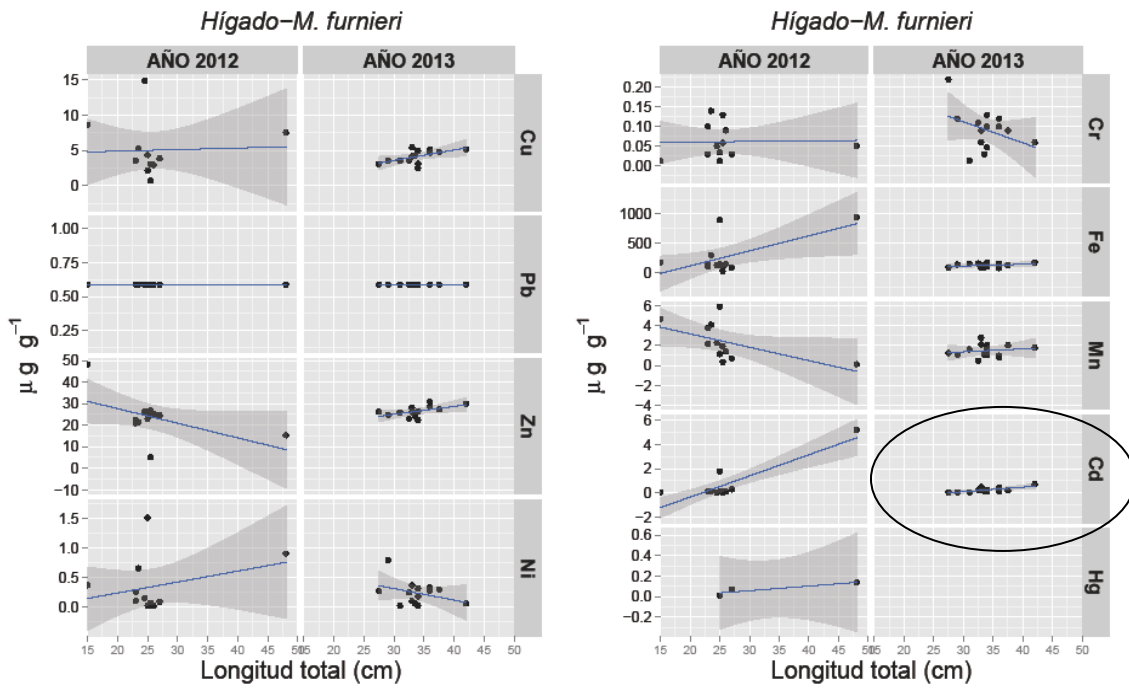 Hígado−M. furnieri
AÑO 2012 AÑO 2013
15
10
5
0
Cu
1.00
0.75
0.50
0.25
Pb
50
40
30
20
10
0
−10
Zn
1.5
1.0
0.5
0.0
Ni
µ g g−1
15 20 25 30 35 40 45 50 15 20 25 30 35 40 45 50
Longitud total (cm)
Hígado−M. furnieri
AÑO 2012 AÑO 2013
0.20
0.15
0.10
0.05
0.00
Cr
1000
500
0
Fe
6
4
2
0
−2
−4
Mn
6
4
2
0
−2
Cd
0.6
0.4
0.2
0.0
−0.2
Hg
µ g g−1
15 20 25 30 35 40 45 50 15 20 25 30 35 40 45 50
Longitud total (cm)